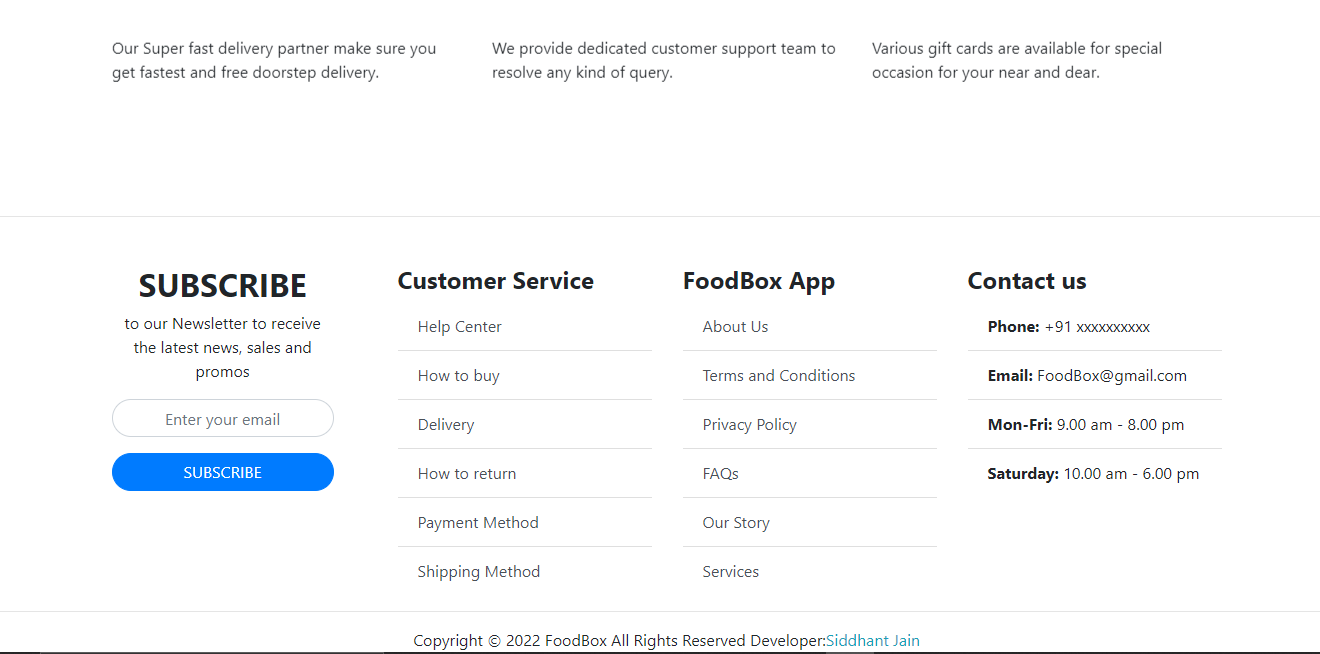 Our Super fast delivery partner make sure you
get fastest and free doorstep delivery.
We provide dedicated customer support team to
resolve any kind of query.
Various gift cards are available for special
occasion for your near and dear.
SUBSCRIBE
to our Newsletter to receive
the latest news, sales and
promos
Enter your email
SUBSCRIBE
Customer Service
Help Center
How to buy
Delivery
How to return
Payment Method
Shipping Method
FoodBox App
About Us
Terms and Conditions
Privacy Policy
FAQs
Our Story
Services
Contact us
Phone: +91 xxxxxxxxxx
Email: FoodBox@gmail.com
Mon-Fri: 9.00 am - 8.00 pm
Saturday: 10.00 am - 6.00 pm
Copyright © 2022 FoodBox All Rights Reserved Developer:Siddhant Jain